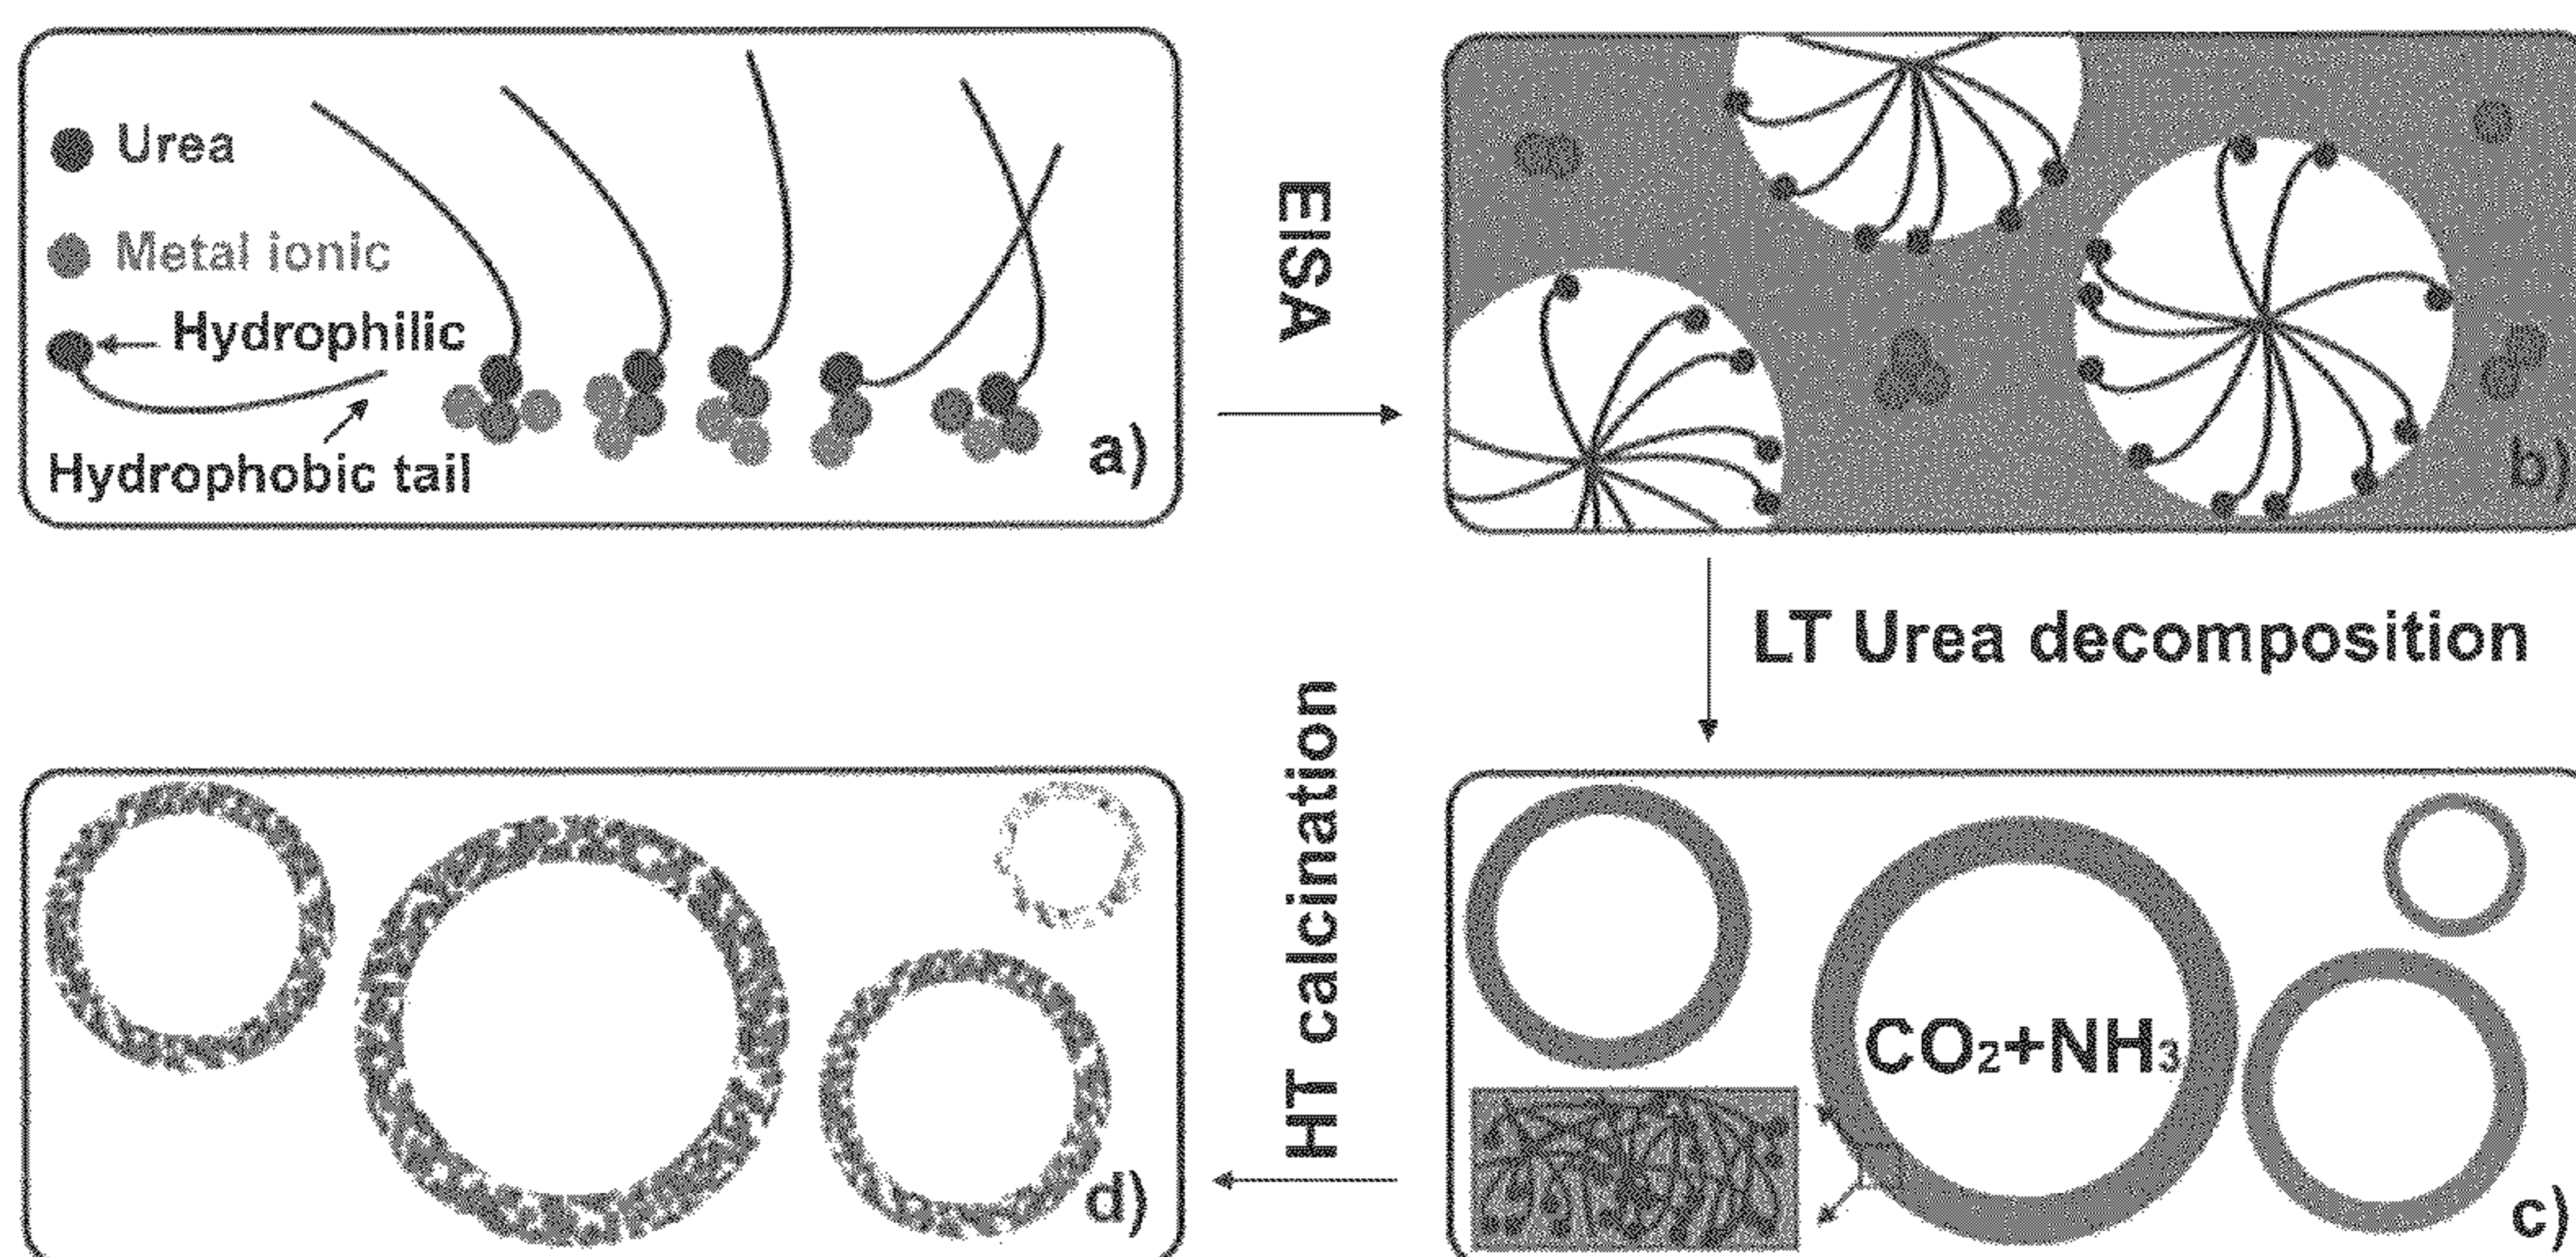 Urea
Metal ionic
Hydrophilic
Hydrophobic tail
a)
EISA
b)
LT Urea decomposition
HT calcination
CO₂+NH₃
c)
d)